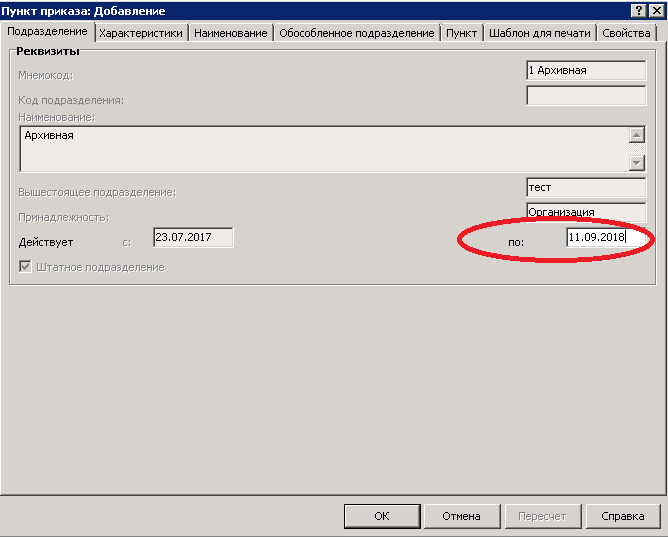 Пункт приказа: Добавление
Подразделение Характеристики Наименование Обособленное подразделение Пункт Шаблон для печати Свойства
Реквизиты
Мнемокод: 1 Архивная
Код подразделения:
Наименование:
Архивная
Вышестоящее подразделение: тест
Принадлежность: Организация
Действует с: 23.07.2017 по: 11.09.2018
Штатное подразделение
OK Отмена Пересчет Справка